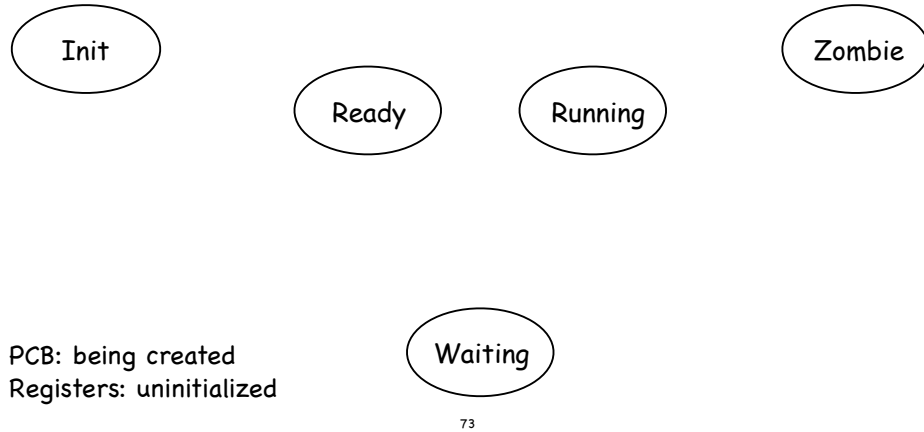 Init
Zombie
Ready
Running
Waiting
PCB: being created
Registers: uninitialized
73